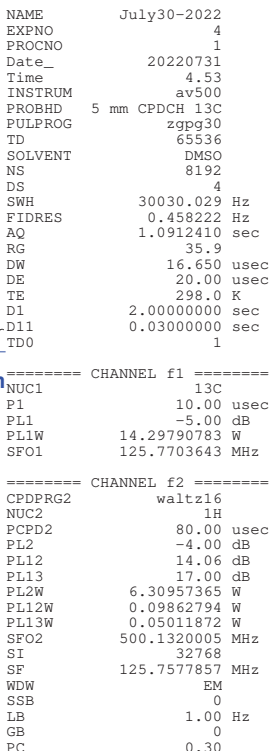 NAME July30-2022
EXPNO 4
PROCNO 1
Date_ 20220731
Time 4.53
INSTRUM av500
PROBHD 5 mm CPDCH 13C
PULPROG zgpg30
TD 65536
SOLVENT DMSO
NS 8192
DS 4
SWH 30030.029 Hz
FIDRES 0.458222 Hz
AQ 1.0912410 sec
RG 35.9
DW 16.650 usec
DE 20.00 usec
TE 298.0 K
D1 2.00000000 sec
D11 0.03000000 sec
TD0 1
======== CHANNEL f1 ========
NUC1 13C
P1 10.00 usec
PL1 -5.00 dB
PL1W 14.29790783 W
SFO1 125.7703643 MHz
======== CHANNEL f2 ========
CPDPRG2 waltz16
NUC2 1H
PCPD2 80.00 usec
PL2 -4.00 dB
PL12 14.06 dB
PL13 17.00 dB
PL2W 6.30957365 W
PL12W 0.09862794 W
PL13W 0.05011872 W
SFO2 500.1320005 MHz
SI 32768
SF 125.7577857 MHz
WDW EM
SSB 0
LB 1.00 Hz
GB 0
PC 0.30